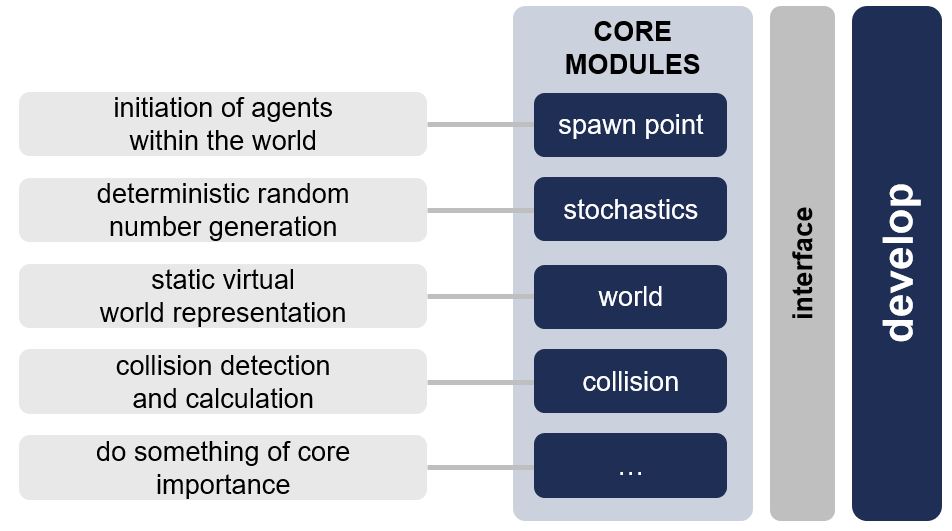 CORE
MODULES
initiation of agents
within the world
spawn point
deterministic random
number generation
stochastics
static virtual
world representation
world
collision detection
and calculation
collision
do something of core
importance
...
interface
develop